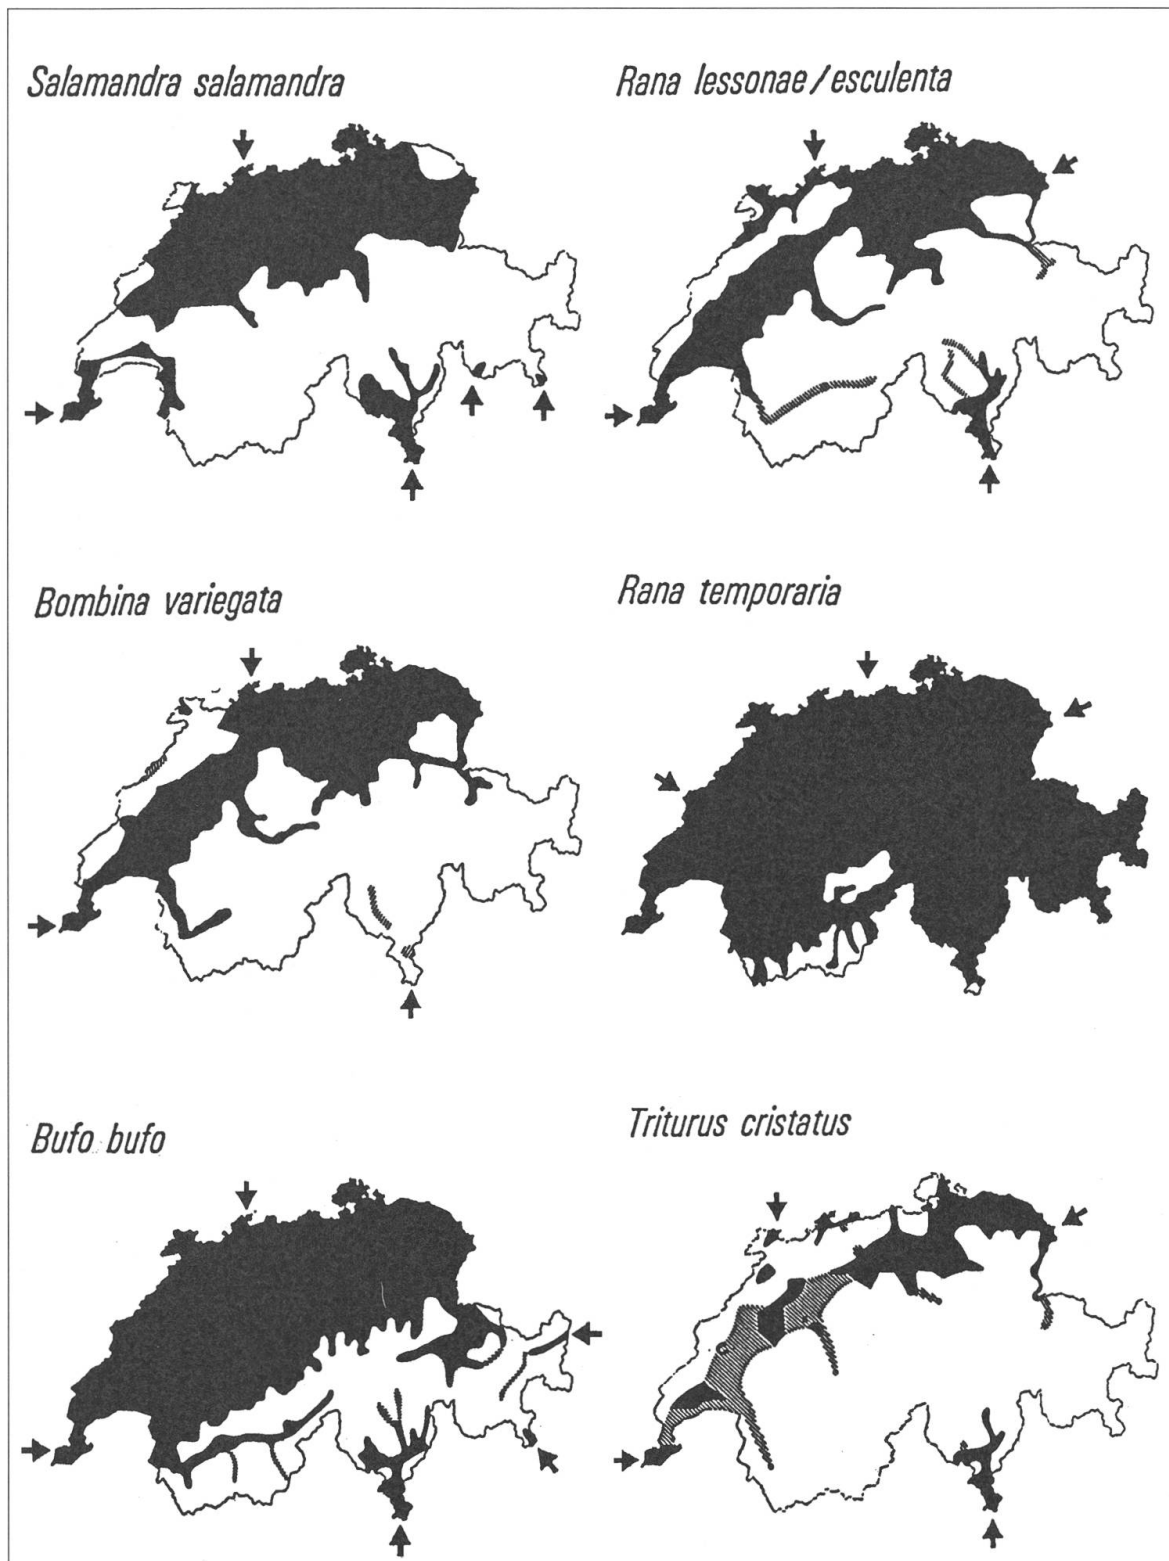 Salamandra salamandra
Rana lessonae/esculenta
Bombina variegata
Rana temporaria
Bufo bufo
Triturus cristatus